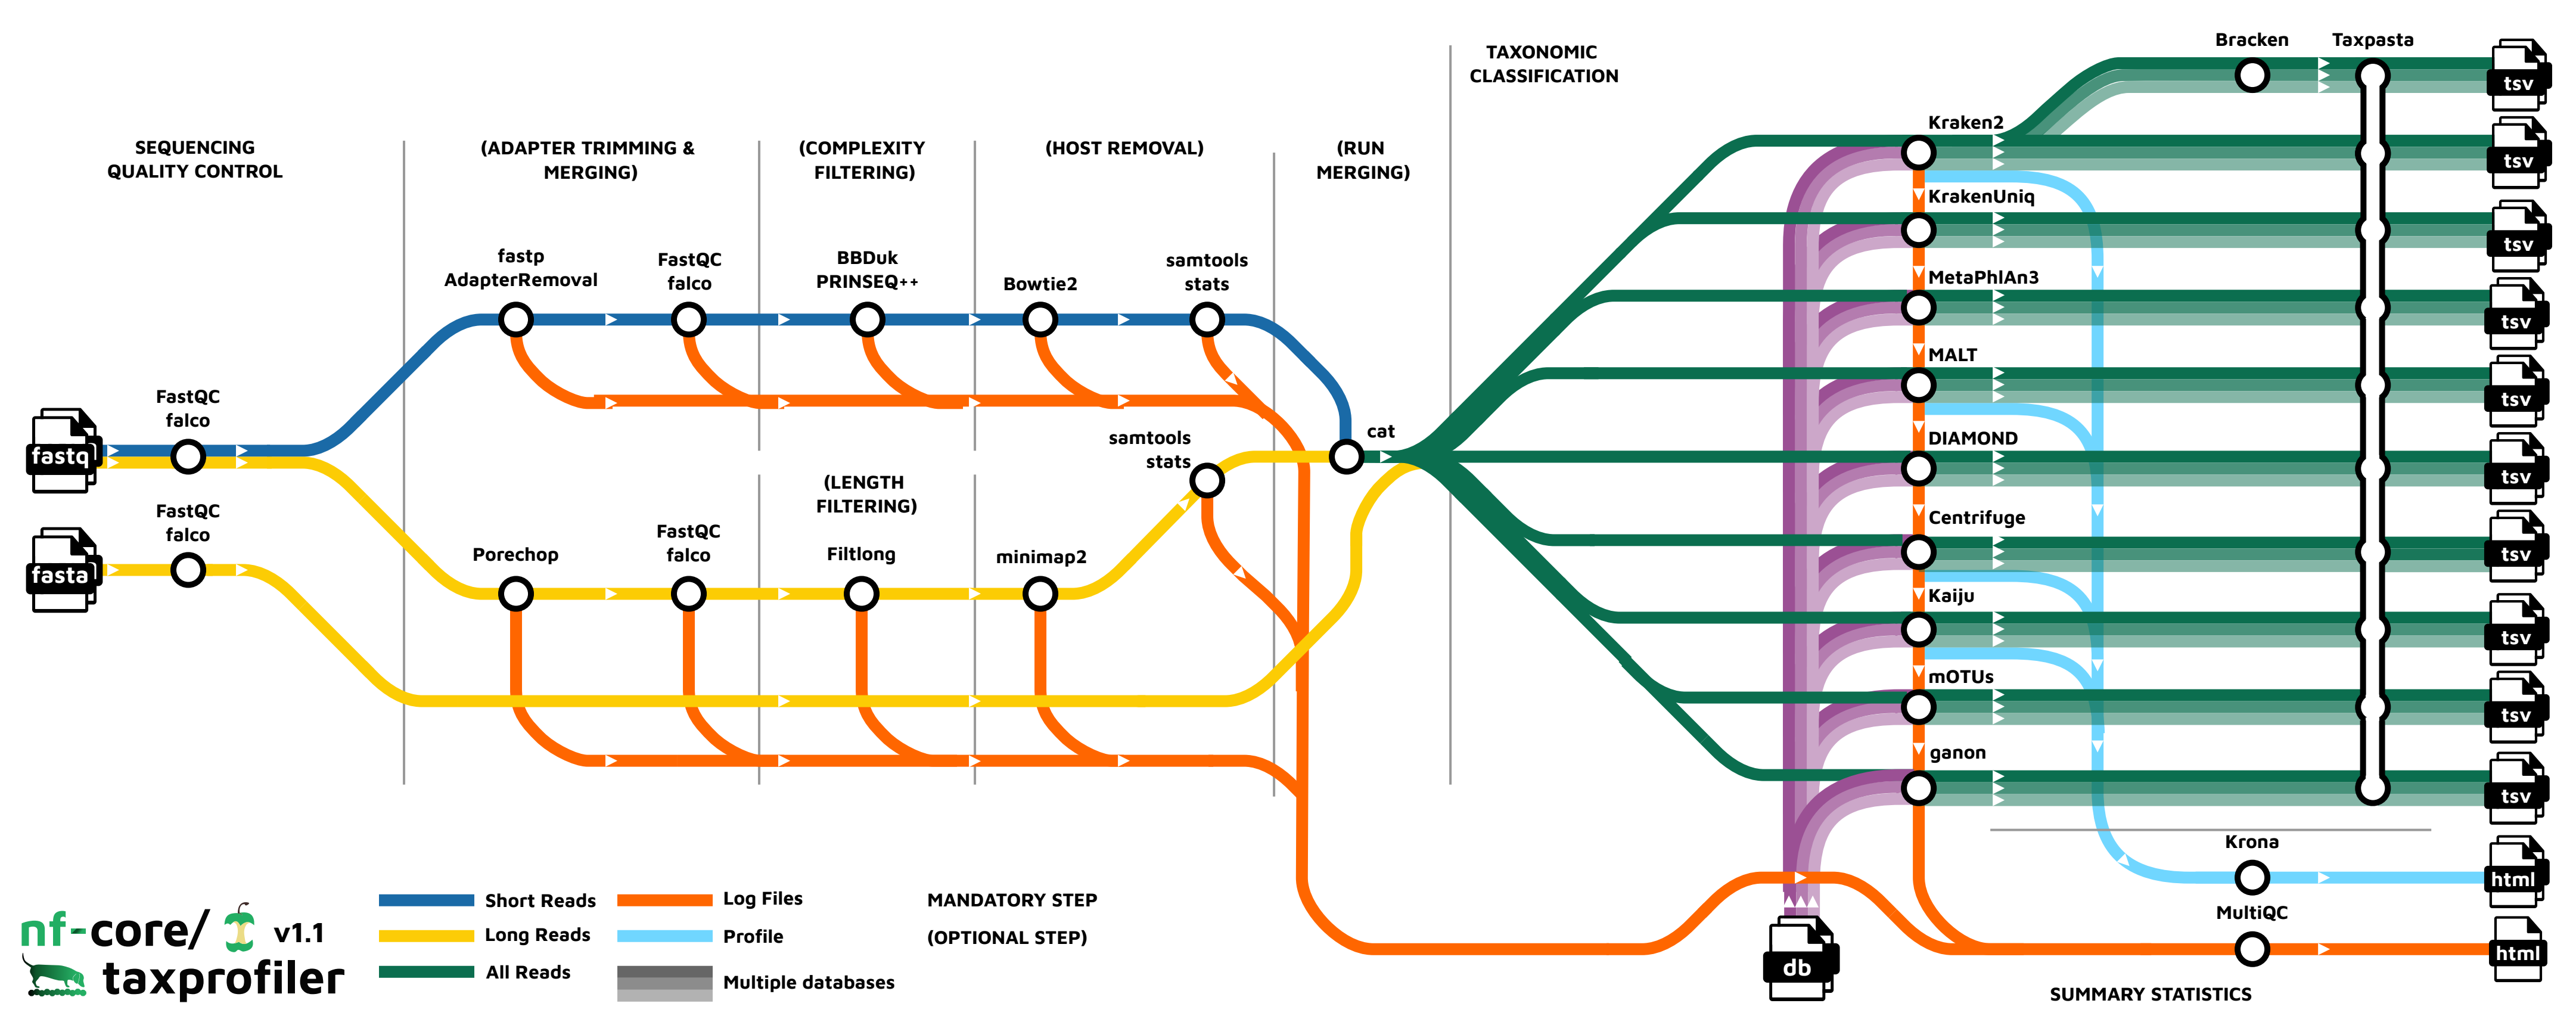 SEQUENCING
QUALITY CONTROL
(ADAPTER TRIMMING &
MERGING)
(COMPLEXITY
FILTERING)
(HOST REMOVAL)
(RUN
MERGING)
TAXONOMIC
CLASSIFICATION
fastq
FastQC
falco
fasta
FastQC
falco
fastp
AdapterRemoval
FastQC
falco
BBDuk
PRINSEQ++
Bowtie2
samtools
stats
Porechop
FastQC
falco
(LENGTH
FILTERING)
Filtlong
minimap2
samtools
stats
cat
Bracken
Taxpasta
Kraken2
KrakenUniq
MetaPhlAn3
MALT
DIAMOND
Centrifuge
Kaiju
mOTUs
ganon
tsv
tsv
tsv
tsv
tsv
tsv
tsv
tsv
tsv
tsv
Krona
html
MultiQC
html
db
SUMMARY STATISTICS
nf-core/ v1.1
taxprofiler
Short Reads
Long Reads
All Reads
Log Files
Profile
Multiple databases
MANDATORY STEP
(OPTIONAL STEP)